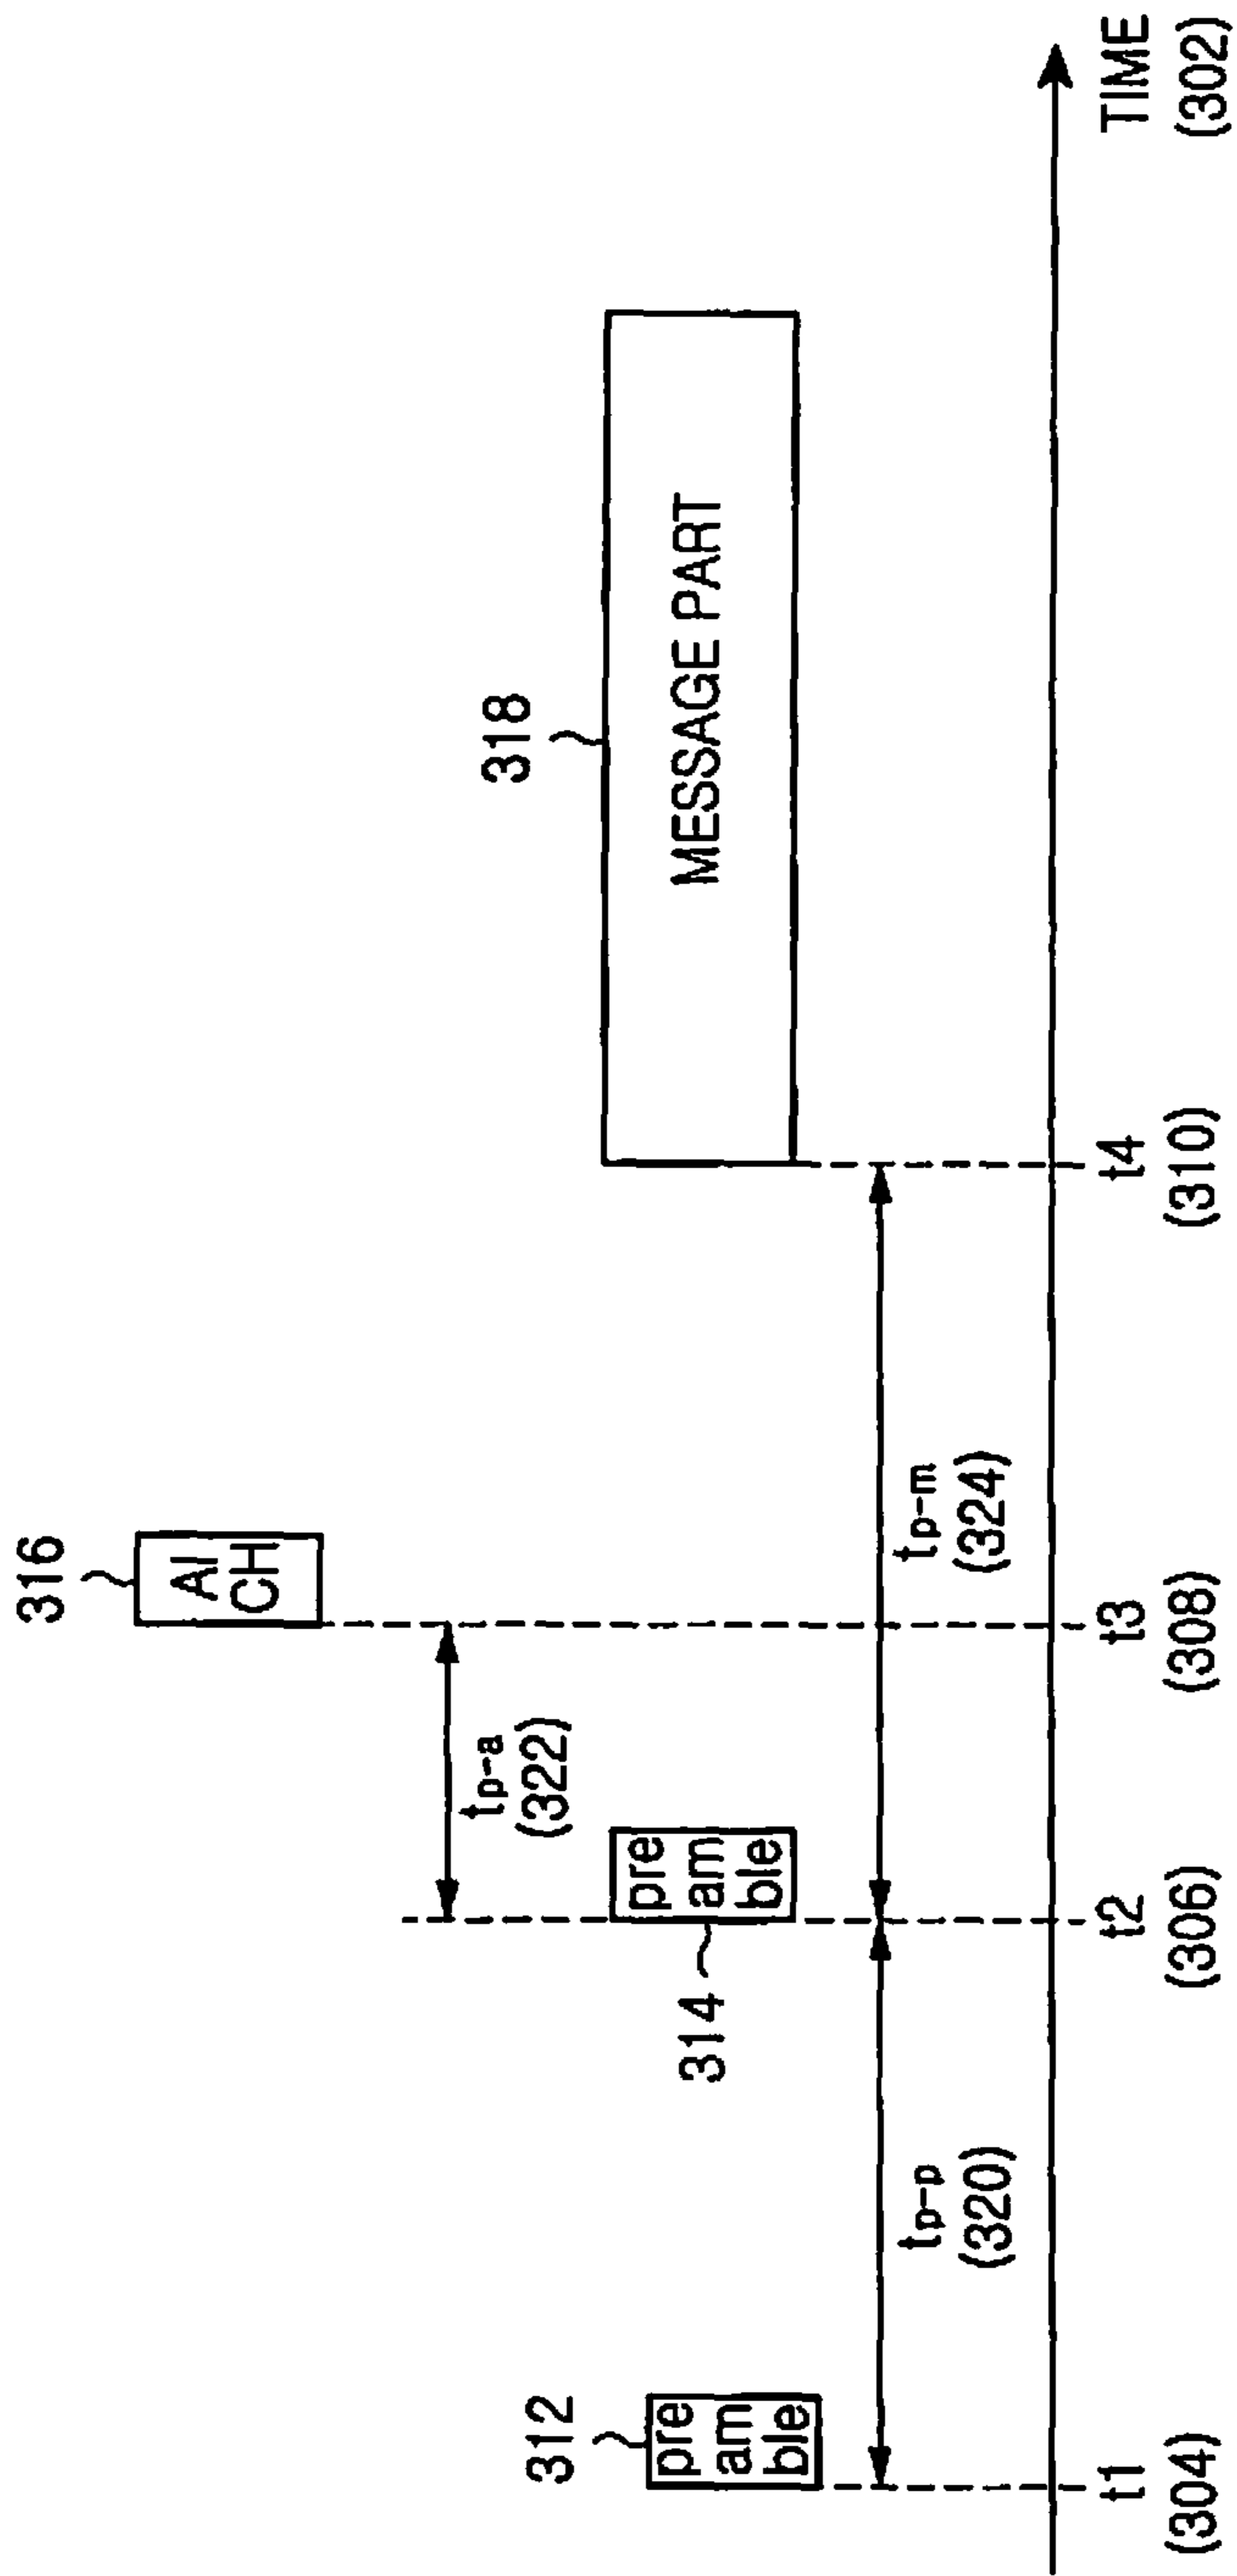 316
AI
CH
tp-a
(322)
312
pre
am
ble
314
pre
am
ble
318
MESSAGE PART
tp-p
(320)
tp-m
(324)
t1
(304)
t2
(306)
t3
(308)
t4
(310)
TIME
(302)